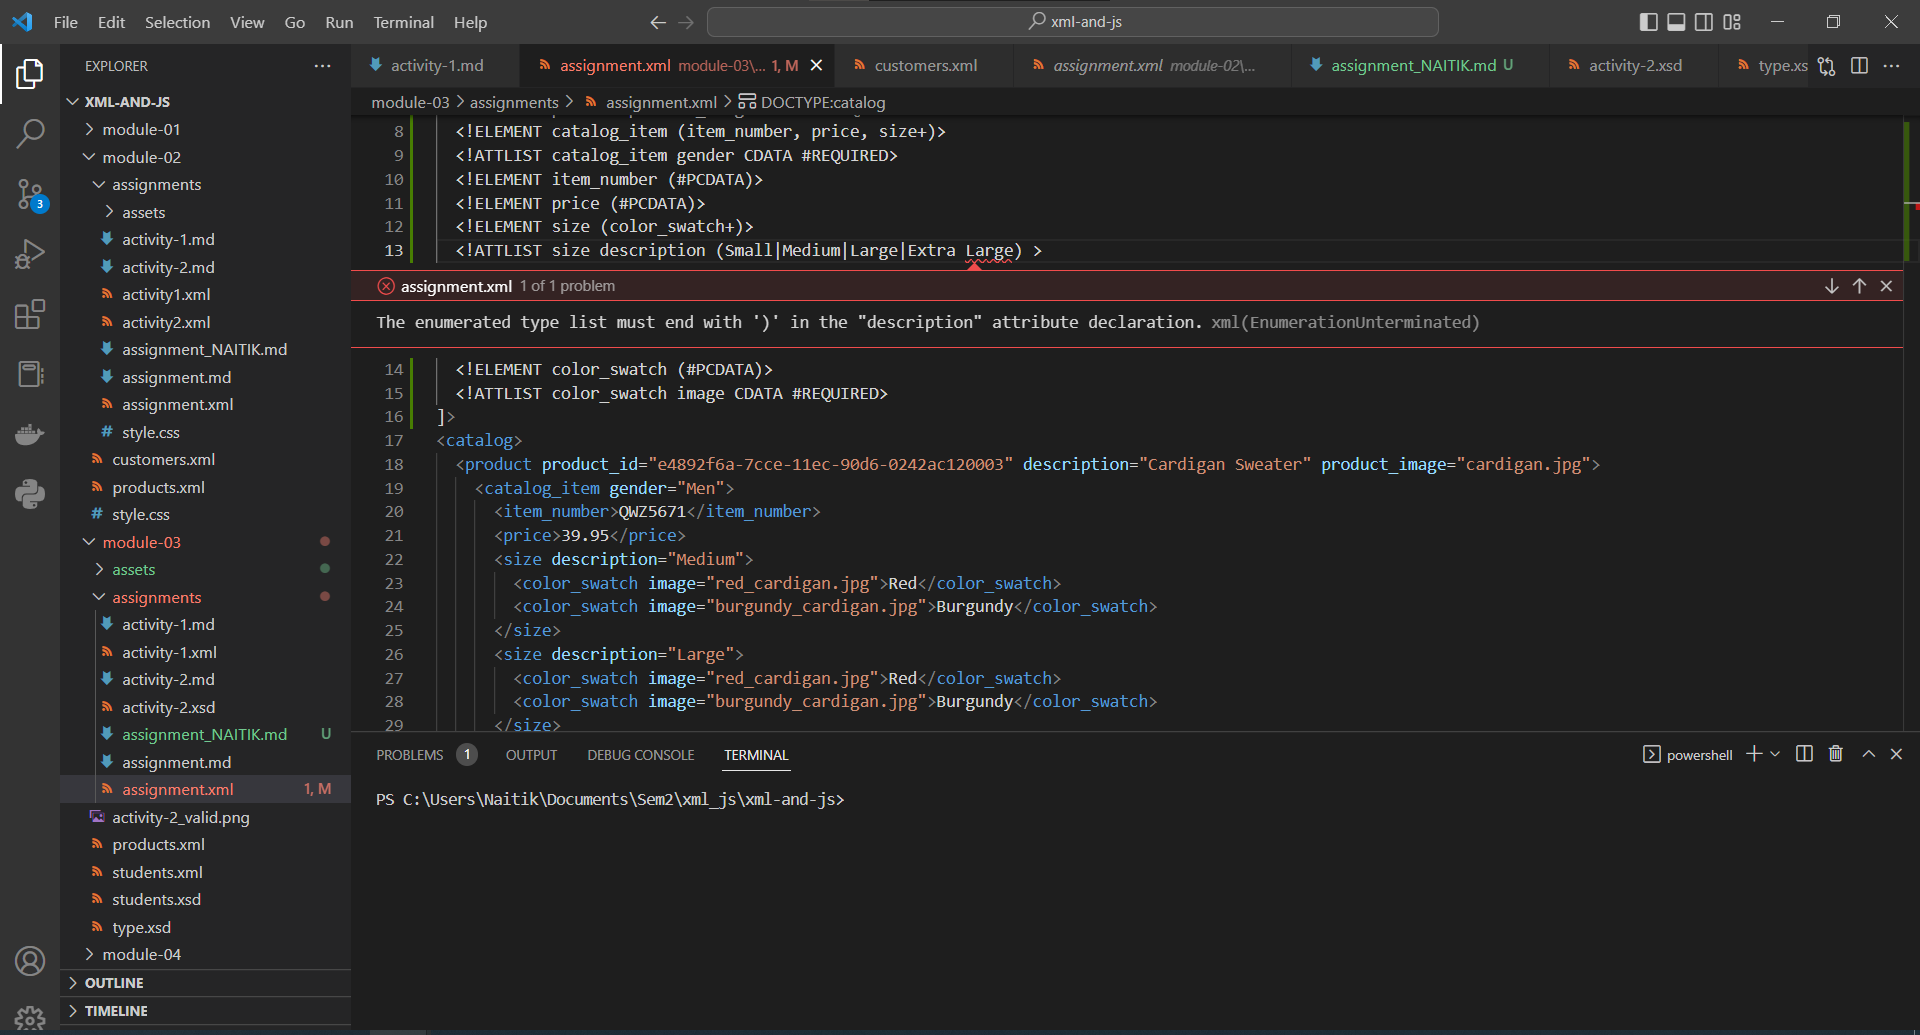 File Edit Selection View Go Run Terminal Help
xml-and-js
EXPLORER
activity-1.md
assignment.xml module-03\... 1, M
customers.xml
assignment.xml module-02\...
assignment_NAITIK.md U
activity-2.xsd
type.xs
XML-AND-JS
module-03 > assignments > assignment.xml > DOCTYPE:catalog
module-01
module-02
assignments
assets
activity-1.md
activity-2.md
activity1.xml
activity2.xml
assignment_NAITIK.md
assignment.md
assignment.xml
style.css
customers.xml
products.xml
style.css
module-03
assets
assignments
activity-1.md
activity-1.xml
activity-2.md
activity-2.xsd
assignment_NAITIK.md U
assignment.md
assignment.xml 1, M
activity-2_valid.png
products.xml
students.xml
students.xsd
type.xsd
module-04
OUTLINE
TIMELINE
3
8 <!ELEMENT catalog_item (item_number, price, size+)>
9 <!ATTLIST catalog_item gender CDATA #REQUIRED>
10 <!ELEMENT item_number (#PCDATA)>
11 <!ELEMENT price (#PCDATA)>
12 <!ELEMENT size (color_swatch+)>
13 <!ATTLIST size description (Small|Medium|Large|Extra Large) >
assignment.xml 1 of 1 problem
The enumerated type list must end with ')' in the "description" attribute declaration. xml(EnumerationUnterminated)
14 <!ELEMENT color_swatch (#PCDATA)>
15 <!ATTLIST color_swatch image CDATA #REQUIRED>
16 ]>
17 <catalog>
18 <product product_id="e4892f6a-7cce-11ec-90d6-0242ac120003" description="Cardigan Sweater" product_image="cardigan.jpg">
19 <catalog_item gender="Men">
20 <item_number>QWZ5671</item_number>
21 <price>39.95</price>
22 <size description="Medium">
23 <color_swatch image="red_cardigan.jpg">Red</color_swatch>
24 <color_swatch image="burgundy_cardigan.jpg">Burgundy</color_swatch>
25 </size>
26 <size description="Large">
27 <color_swatch image="red_cardigan.jpg">Red</color_swatch>
28 <color_swatch image="burgundy_cardigan.jpg">Burgundy</color_swatch>
29 </size>
PROBLEMS 1 OUTPUT DEBUG CONSOLE TERMINAL
powershell
PS C:\Users\Naitik\Documents\Sem2\xml_js\xml-and-js>